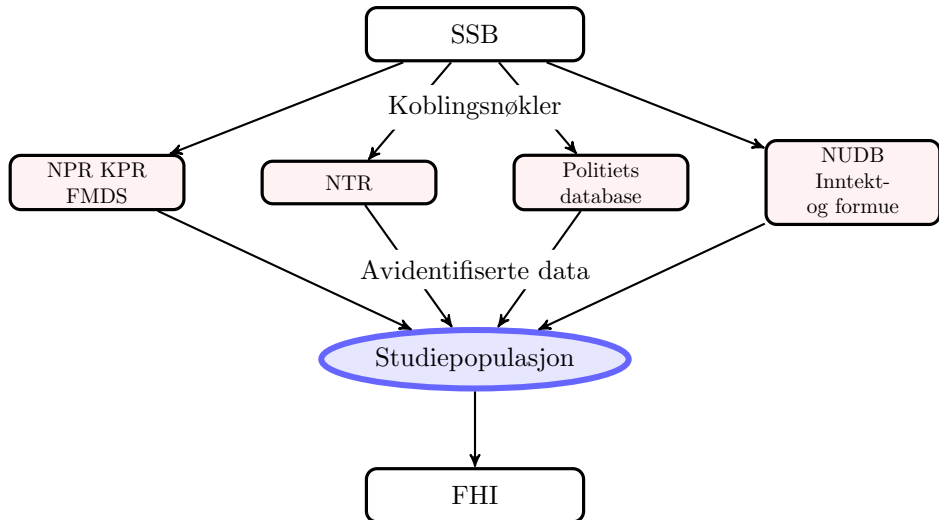 SSB
Koblingsnøkler
NPR KPR
FMDS
NTR
Politiets
database
NUDB
Inntekt-
og formue
Avidentifiserte data
Studiepopulasjon
FHI